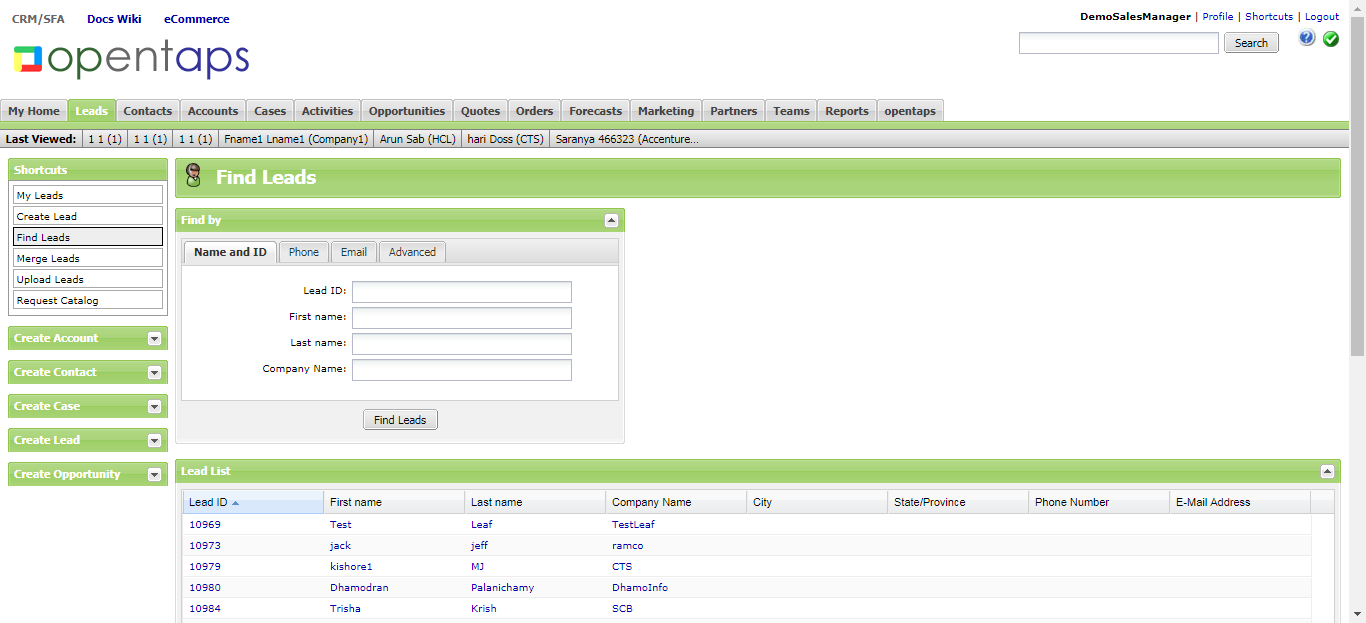 CRM/SFA Docs Wiki eCommerce
DemoSalesManager | Profile | Shortcuts | Logout
opentaps
Search
?
My Home Leads Contacts Accounts Cases Activities Opportunities Quotes Orders Forecasts Marketing Partners Teams Reports opentaps
Last Viewed: 1 1 (1) 1 1 (1) 1 1 (1) Fname1 Lname1 (Company1) Arun Sab (HCL) hari Doss (CTS) Saranya 466323 (Accenture...
Shortcuts
My Leads
Create Lead
Find Leads
Merge Leads
Upload Leads
Request Catalog
Create Account
Create Contact
Create Case
Create Lead
Create Opportunity
Find Leads
Find by
Name and ID Phone Email Advanced
Lead ID:
First name:
Last name:
Company Name:
Find Leads
Lead List
Lead ID First name Last name Company Name City State/Province Phone Number E-Mail Address
10969 Test Leaf TestLeaf
10973 jack jeff ramco
10979 kishore1 MJ CTS
10980 Dhamodran Palanichamy DhamoInfo
10984 Trisha Krish SCB